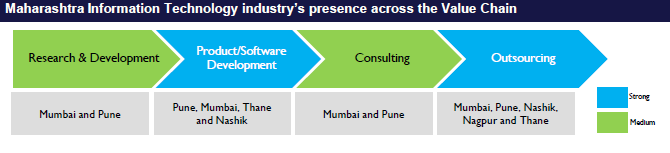 Maharashtra Information Technology industry's presence across the Value Chain
Research & Development
Product/Software
Development
Consulting
Outsourcing
Mumbai and Pune
Pune, Mumbai, Thane
and Nashik
Mumbai and Pune
Mumbai, Pune, Nashik,
Nagpur and Thane
Strong
Medium